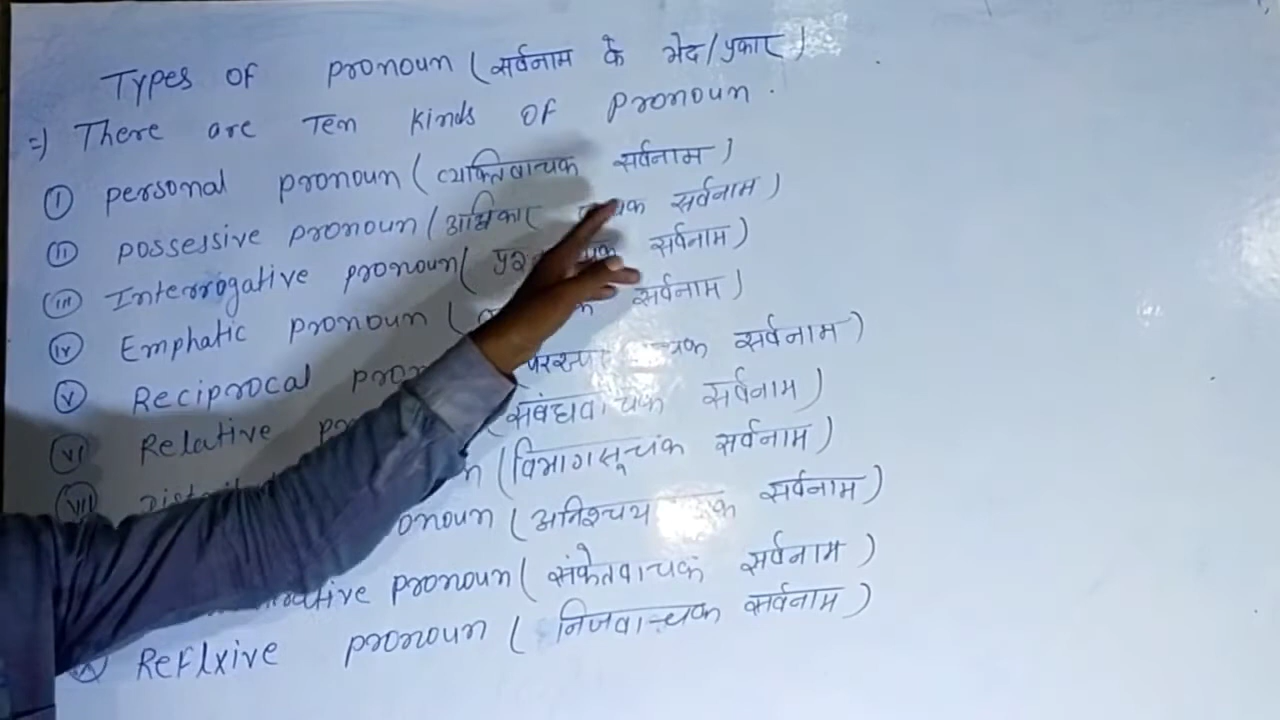 Types of pronoun (सर्वनाम के भेद/प्रकार)
=) There are Ten Kinds of Pronoun.
(i) Personal pronoun (व्यक्तिवाचक सर्वनाम)
(ii) Possessive pronoun (अधिकार सर्वनाम)
(iii) Interrogative pronoun ( सर्वनाम)
(iv) Emphatic pronoun ( सर्वनाम)
(v) Reciprocal सर्वनाम)
(vi) Relative (संबंधवाचक सर्वनाम)
(vii) (विभागसूचक सर्वनाम)
(अनिश्चय सर्वनाम)
pronoun (संकेतवाचक सर्वनाम)
Reflxive pronoun (निजवाचक सर्वनाम)